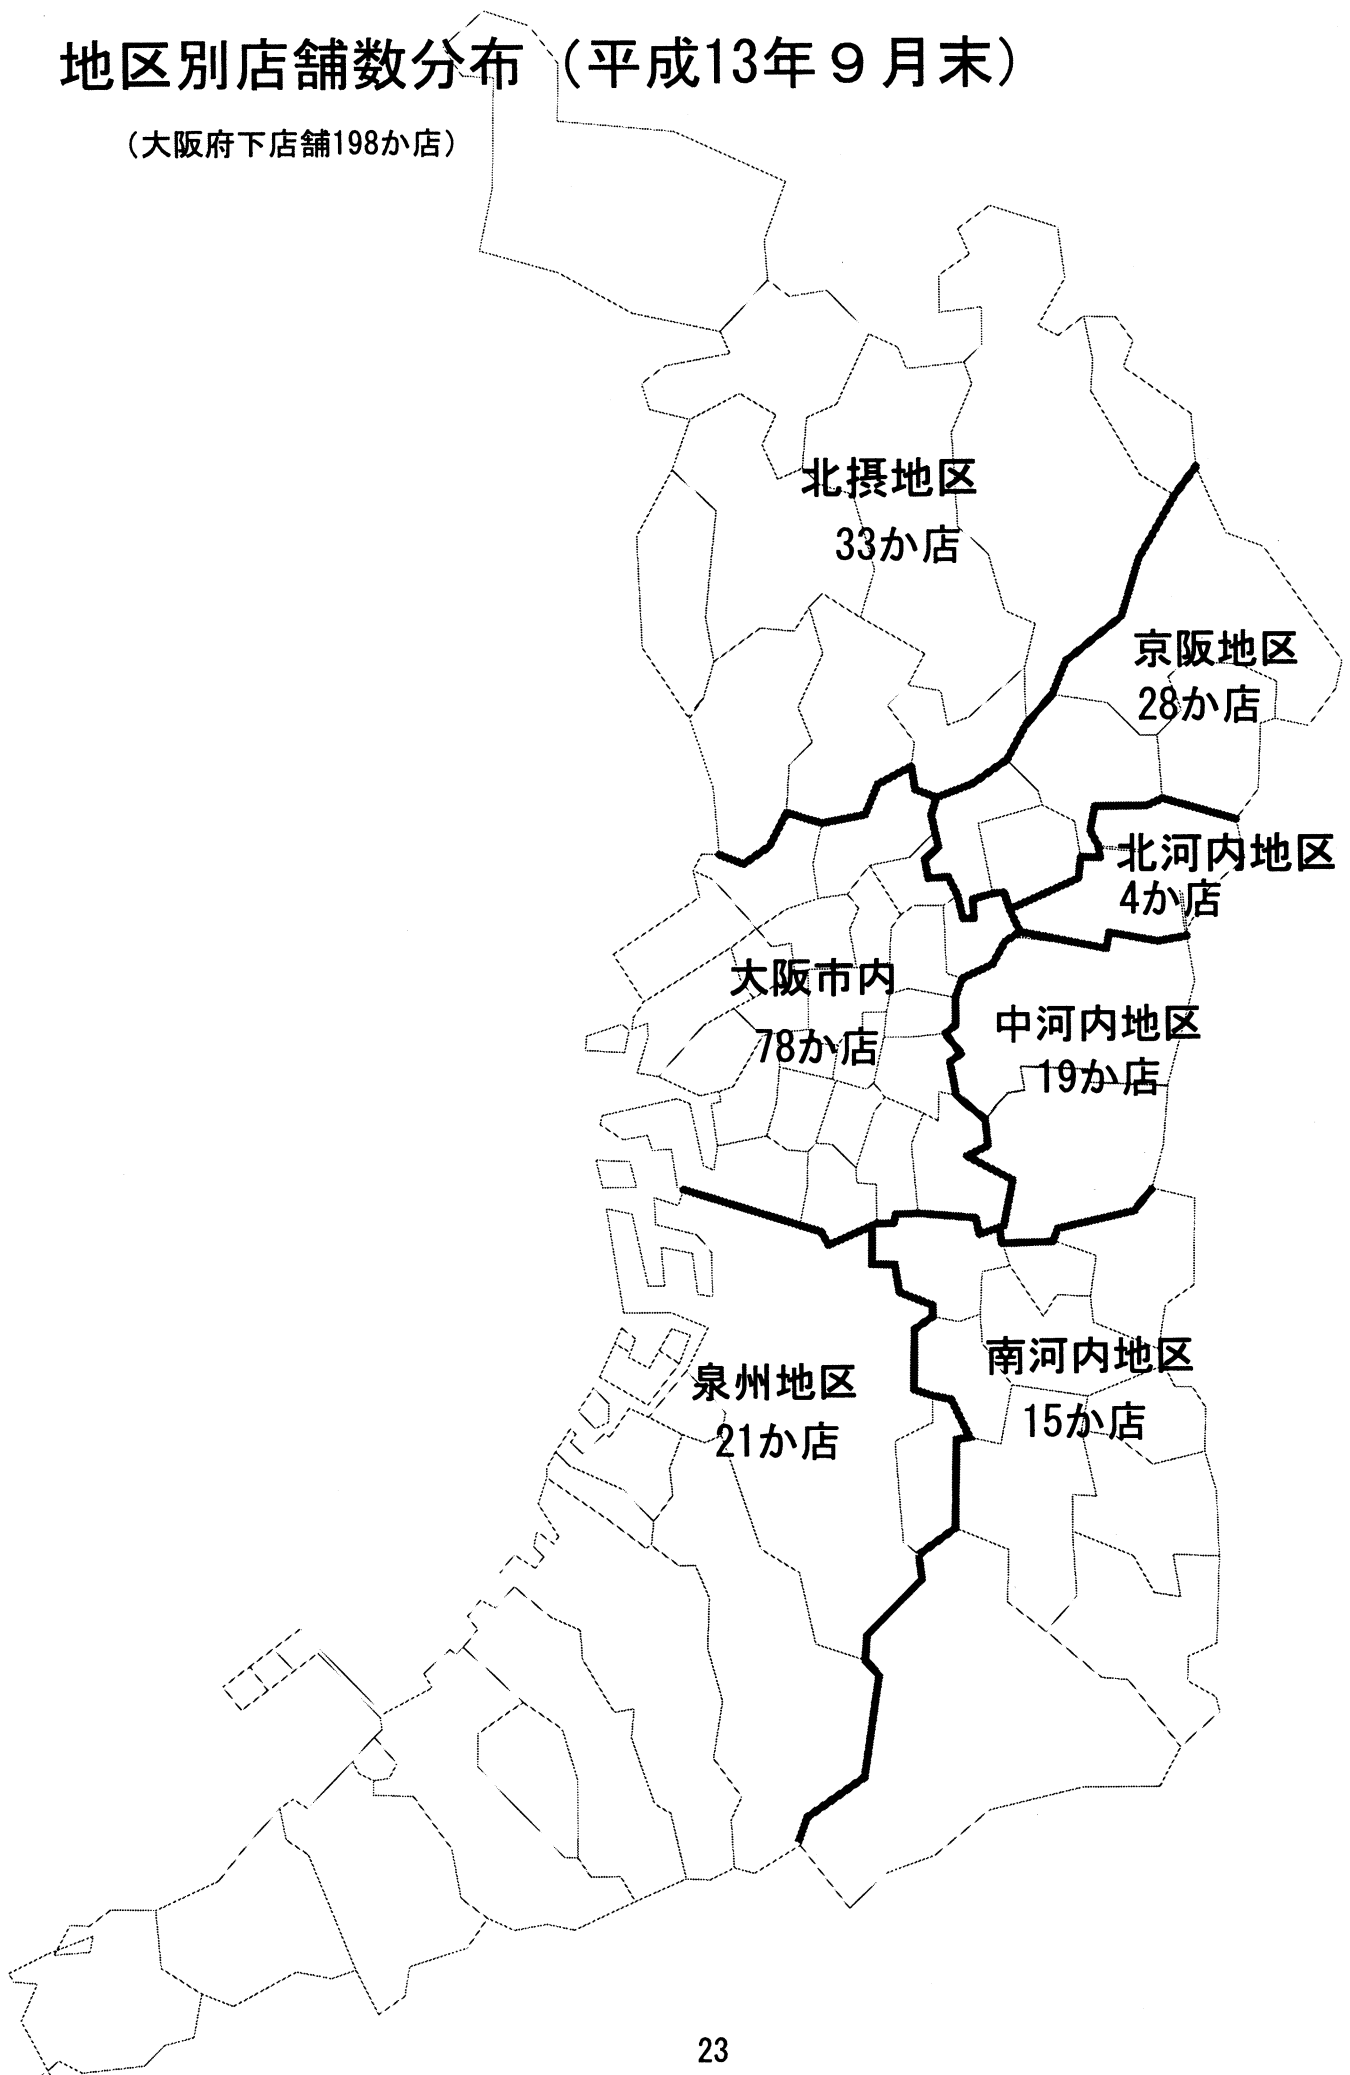 地区別店舗数分布（平成13年９月末）
（大阪府下店舗198か店）
北摂地区
33か店
京阪地区
28か店
北河内地区
4か店
大阪市内
78か店
中河内地区
19か店
南河内地区
15か店
泉州地区
21か店
23